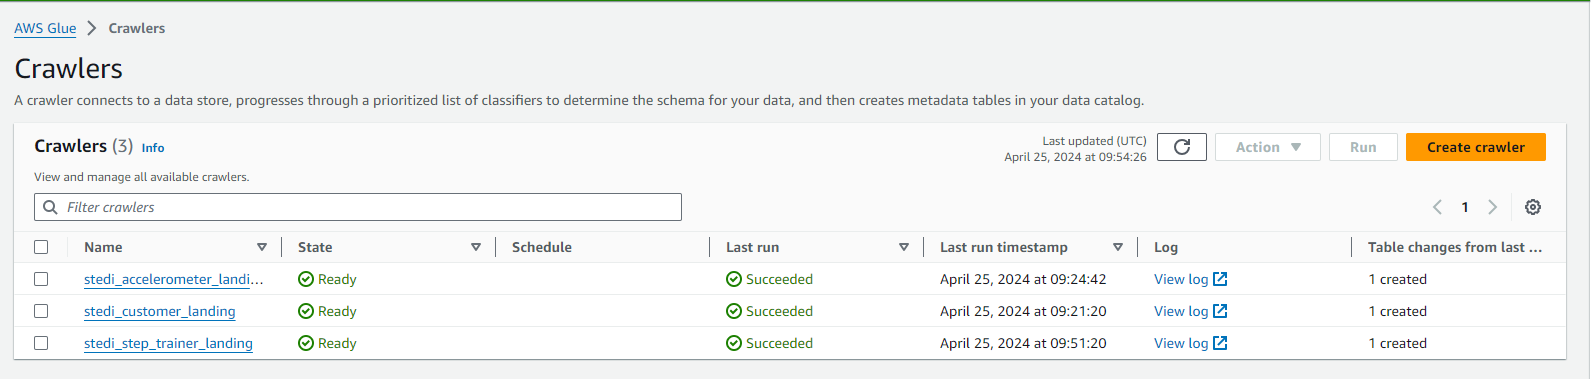 AWS Glue > Crawlers
Crawlers
A crawler connects to a data store, progresses through a prioritized list of classifiers to determine the schema for your data, and then creates metadata tables in your data catalog.
Crawlers (3) Info
Last updated (UTC)
April 25, 2024 at 09:54:26
Action
Run
Create crawler
View and manage all available crawlers.
Filter crawlers
1
Name State Schedule Last run Last run timestamp Log Table changes from last ...
stedi_accelerometer_landi... Ready Succeeded April 25, 2024 at 09:24:42 View log 1 created
stedi_customer_landing Ready Succeeded April 25, 2024 at 09:21:20 View log 1 created
stedi_step_trainer_landing Ready Succeeded April 25, 2024 at 09:51:20 View log 1 created